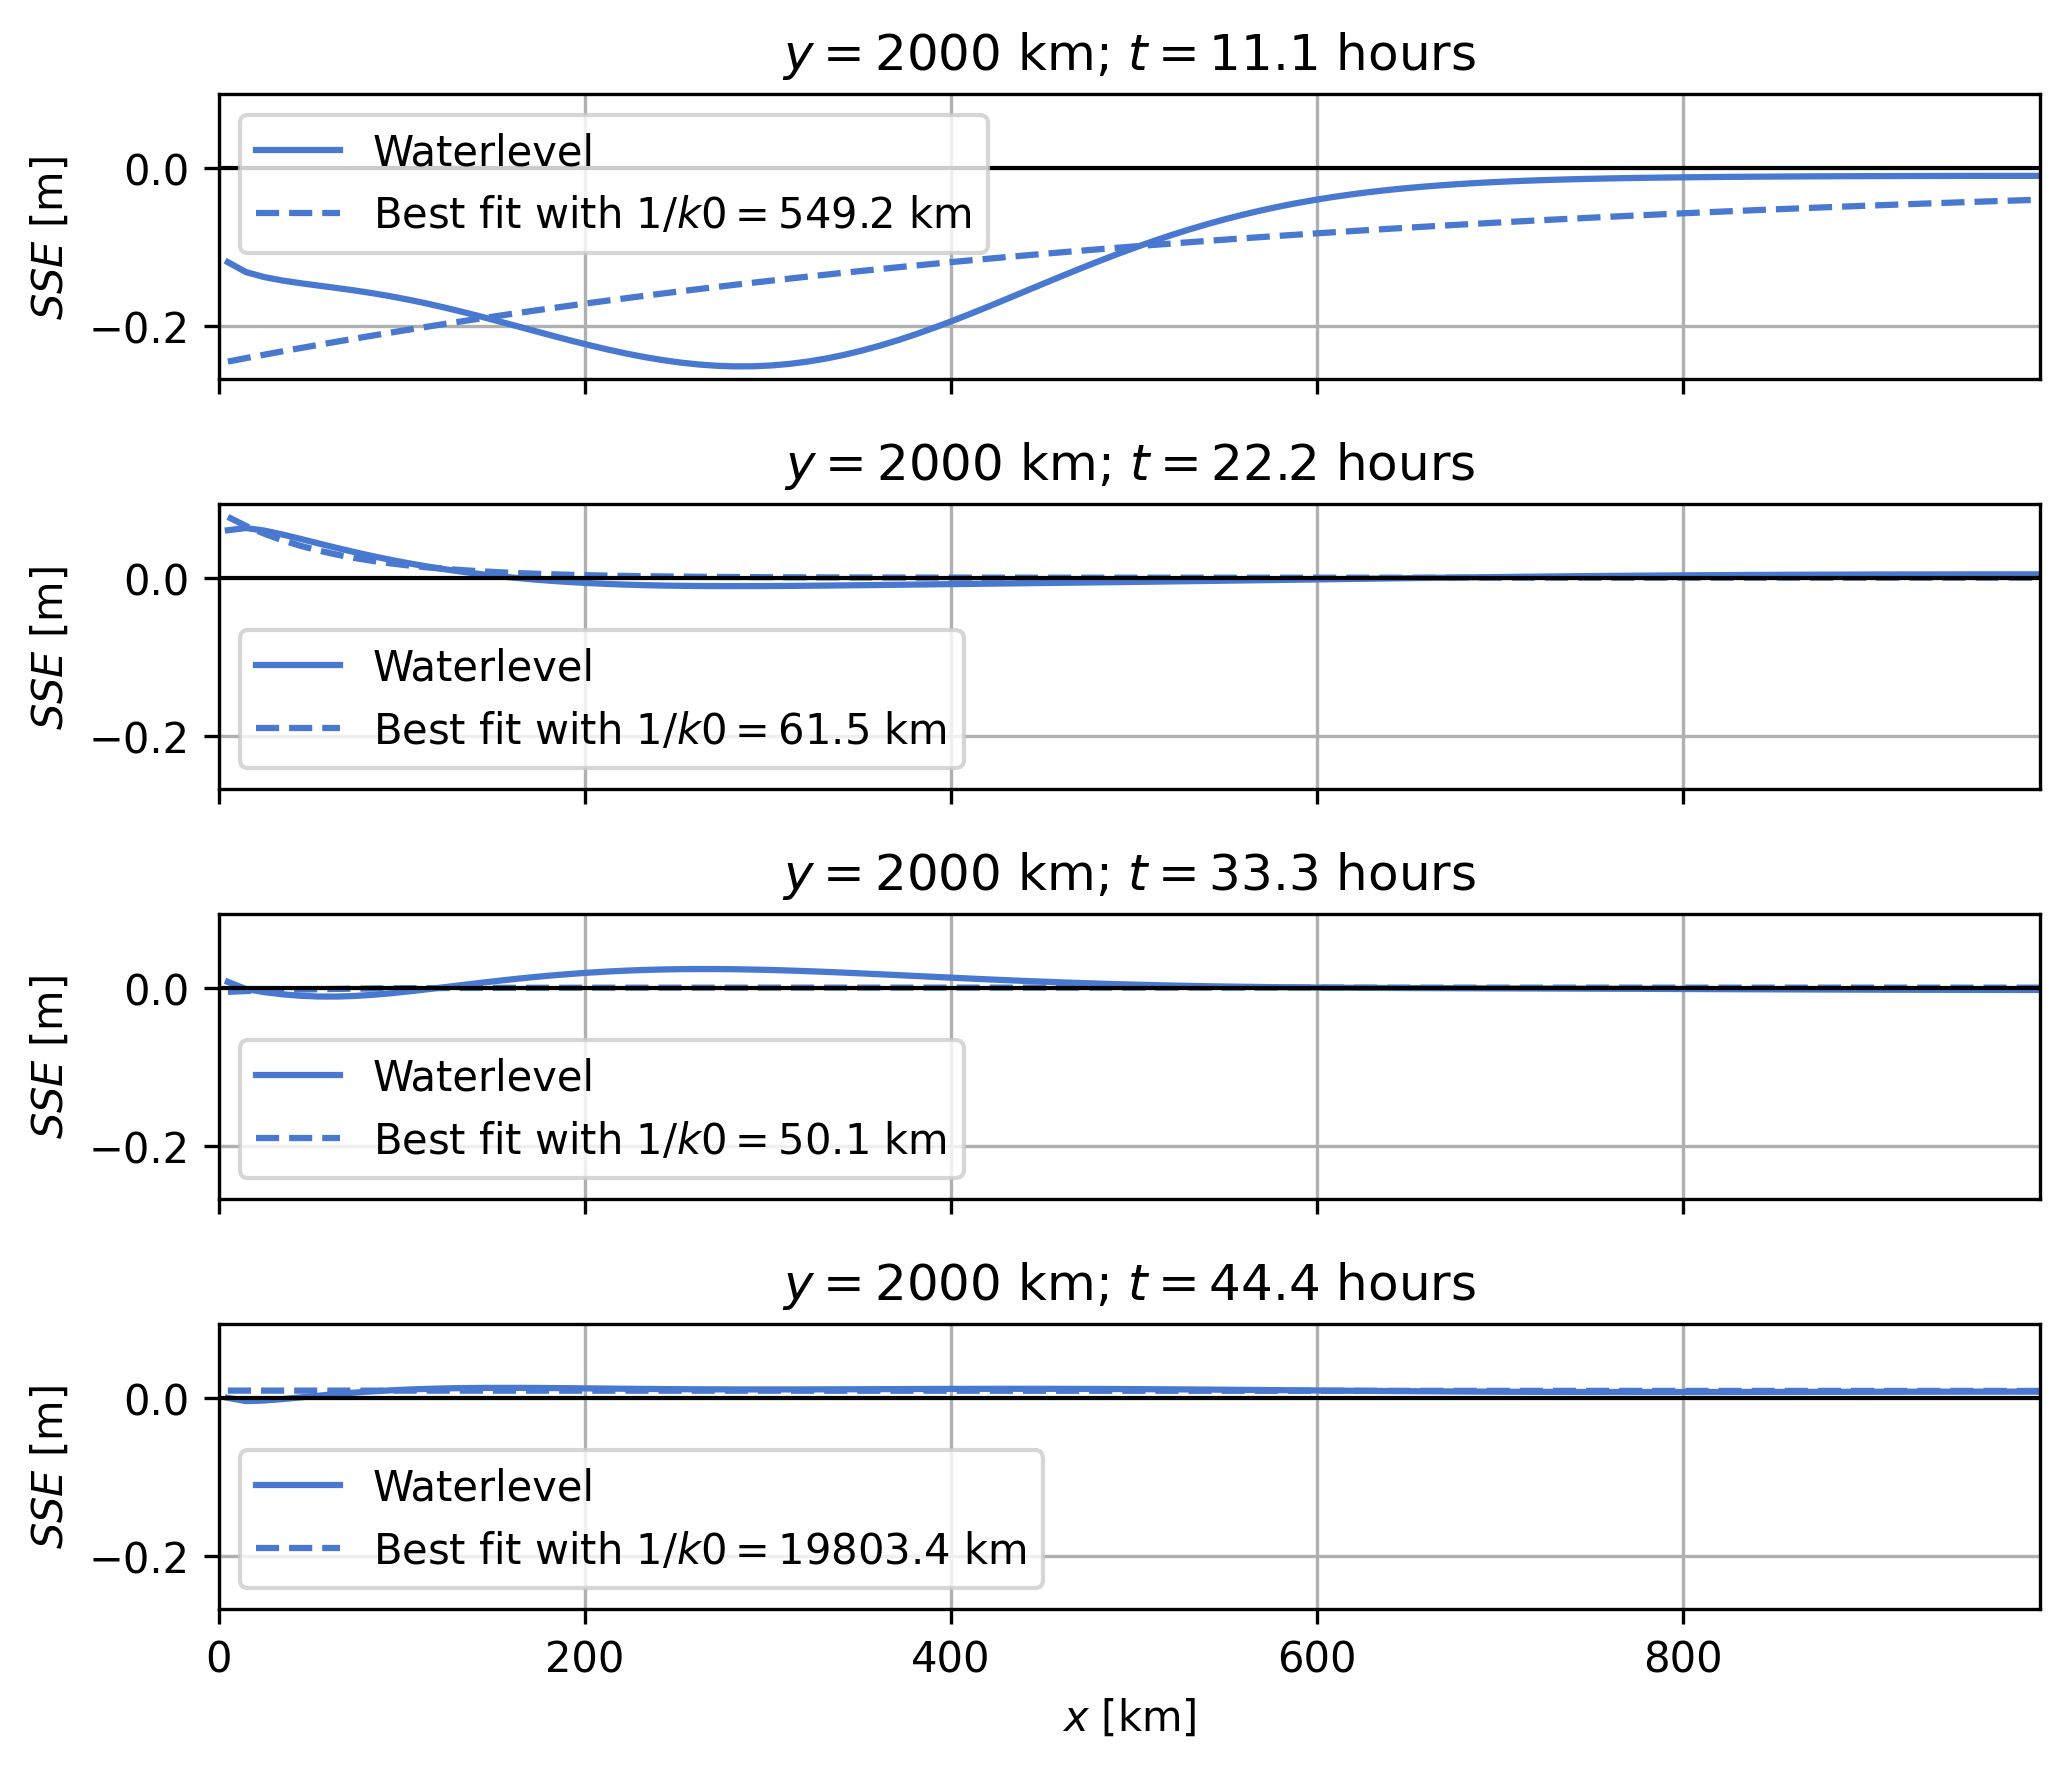 y = 2000 km; t = 11.1 hours
SSE [m]
0.0
−0.2
Waterlevel
Best fit with 1/k0 = 549.2 km
y = 2000 km; t = 22.2 hours
SSE [m]
0.0
−0.2
Waterlevel
Best fit with 1/k0 = 61.5 km
y = 2000 km; t = 33.3 hours
SSE [m]
0.0
−0.2
Waterlevel
Best fit with 1/k0 = 50.1 km
y = 2000 km; t = 44.4 hours
SSE [m]
0.0
−0.2
Waterlevel
Best fit with 1/k0 = 19803.4 km
0 200 400 600 800
x [km]